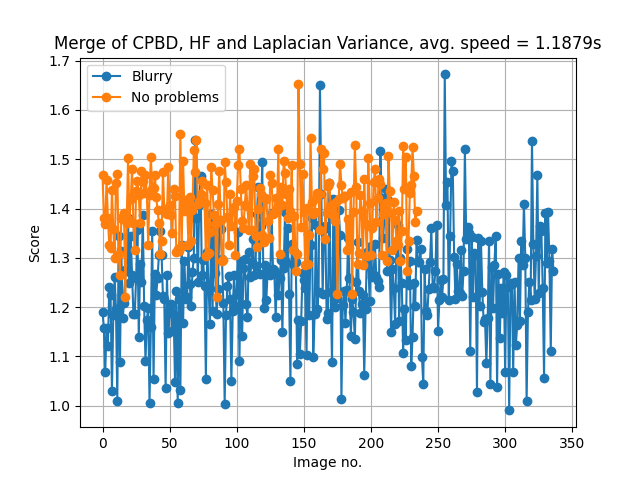 Merge of CPBD, HF and Laplacian Variance, avg. speed = 1.1879s
Blurry
No problems
1.7
1.6
1.5
1.4
1.3
1.2
1.1
1.0
Score
0 50 100 150 200 250 300 350
Image no.